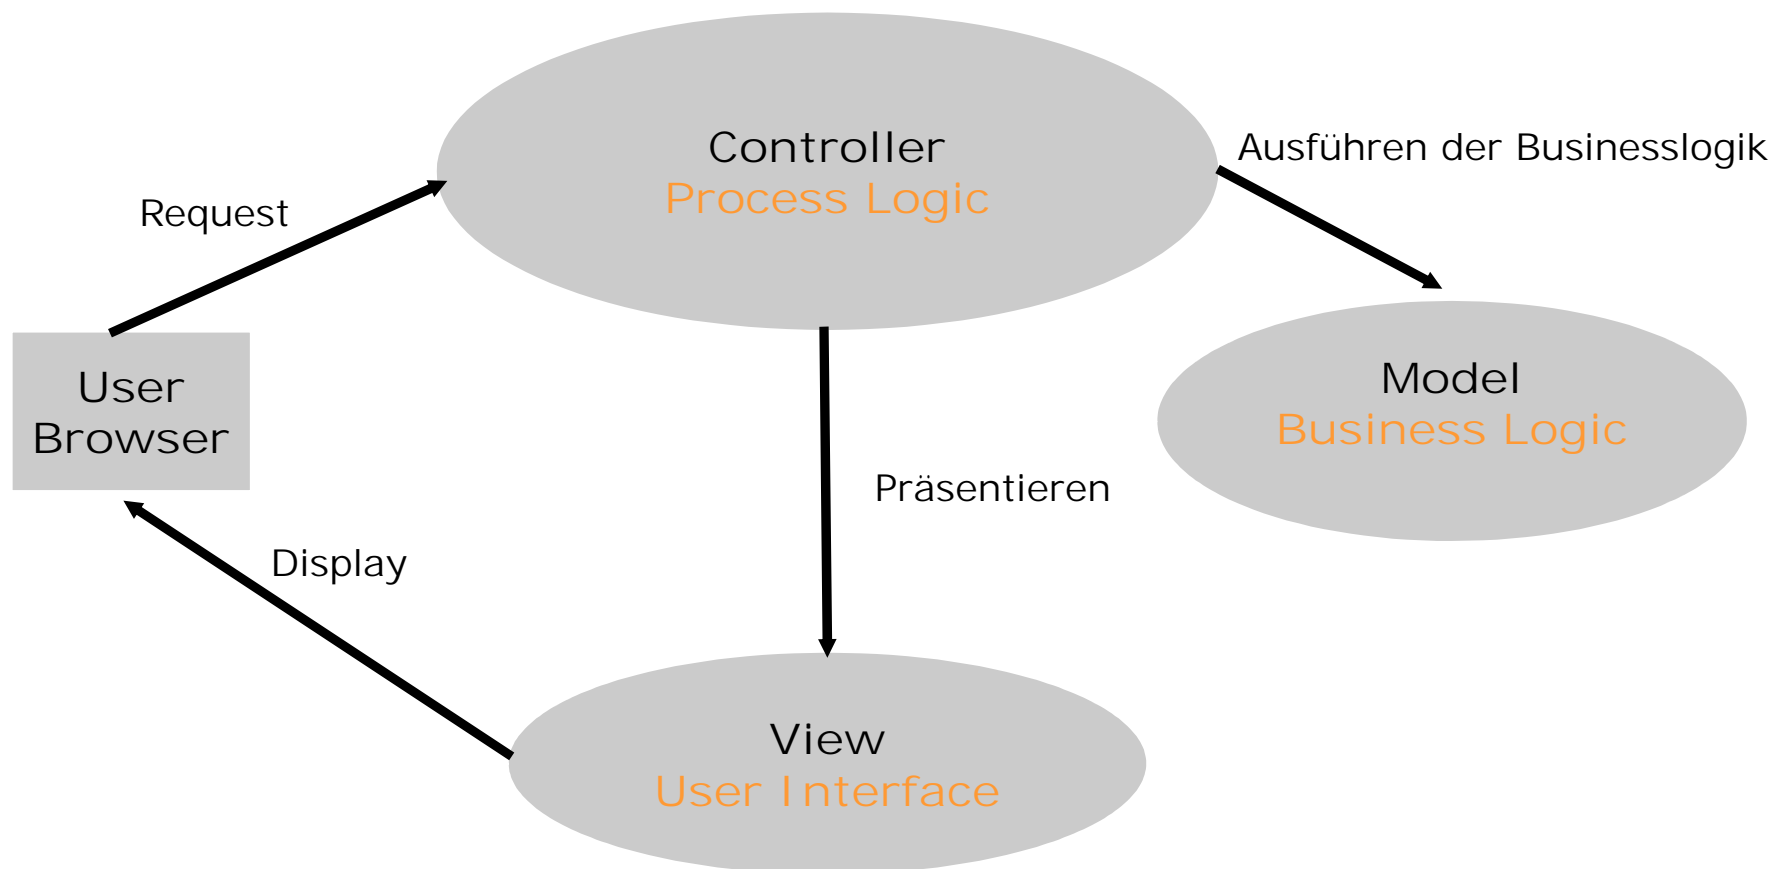 Controller
Process Logic
Ausführen der Businesslogik
Request
User
Browser
Model
Business Logic
Präsentieren
Display
View
User Interface